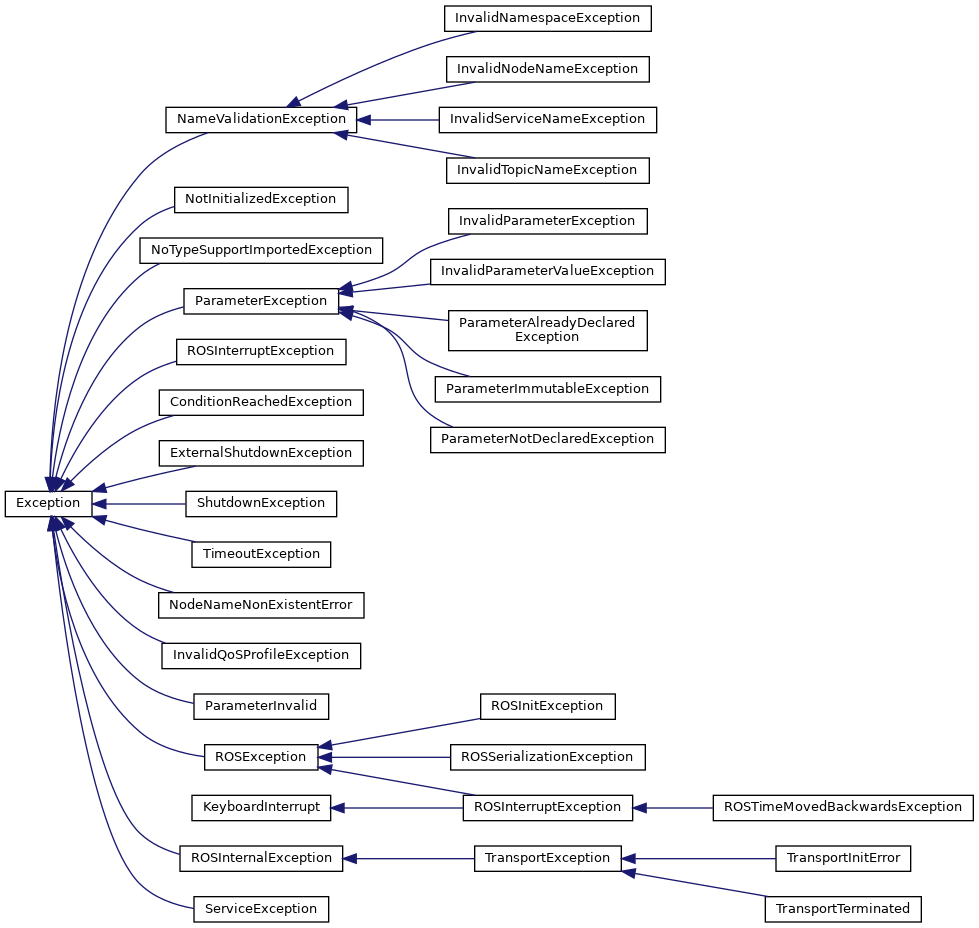 InvalidNamespaceException
InvalidNodeNameException
NameValidationException
InvalidServiceNameException
InvalidTopicNameException
NotInitializedException
InvalidParameterException
NoTypeSupportImportedException
InvalidParameterValueException
ParameterException
ParameterAlreadyDeclared
Exception
ROSInterruptException
ParameterImmutableException
ConditionReachedException
ParameterNotDeclaredException
ExternalShutdownException
Exception
ShutdownException
TimeoutException
NodeNameNonExistentError
InvalidQoSProfileException
ParameterInvalid
ROSInitException
ROSException
ROSSerializationException
KeyboardInterrupt
ROSInterruptException
ROSTimeMovedBackwardsException
ROSInternalException
TransportException
TransportInitError
ServiceException
TransportTerminated